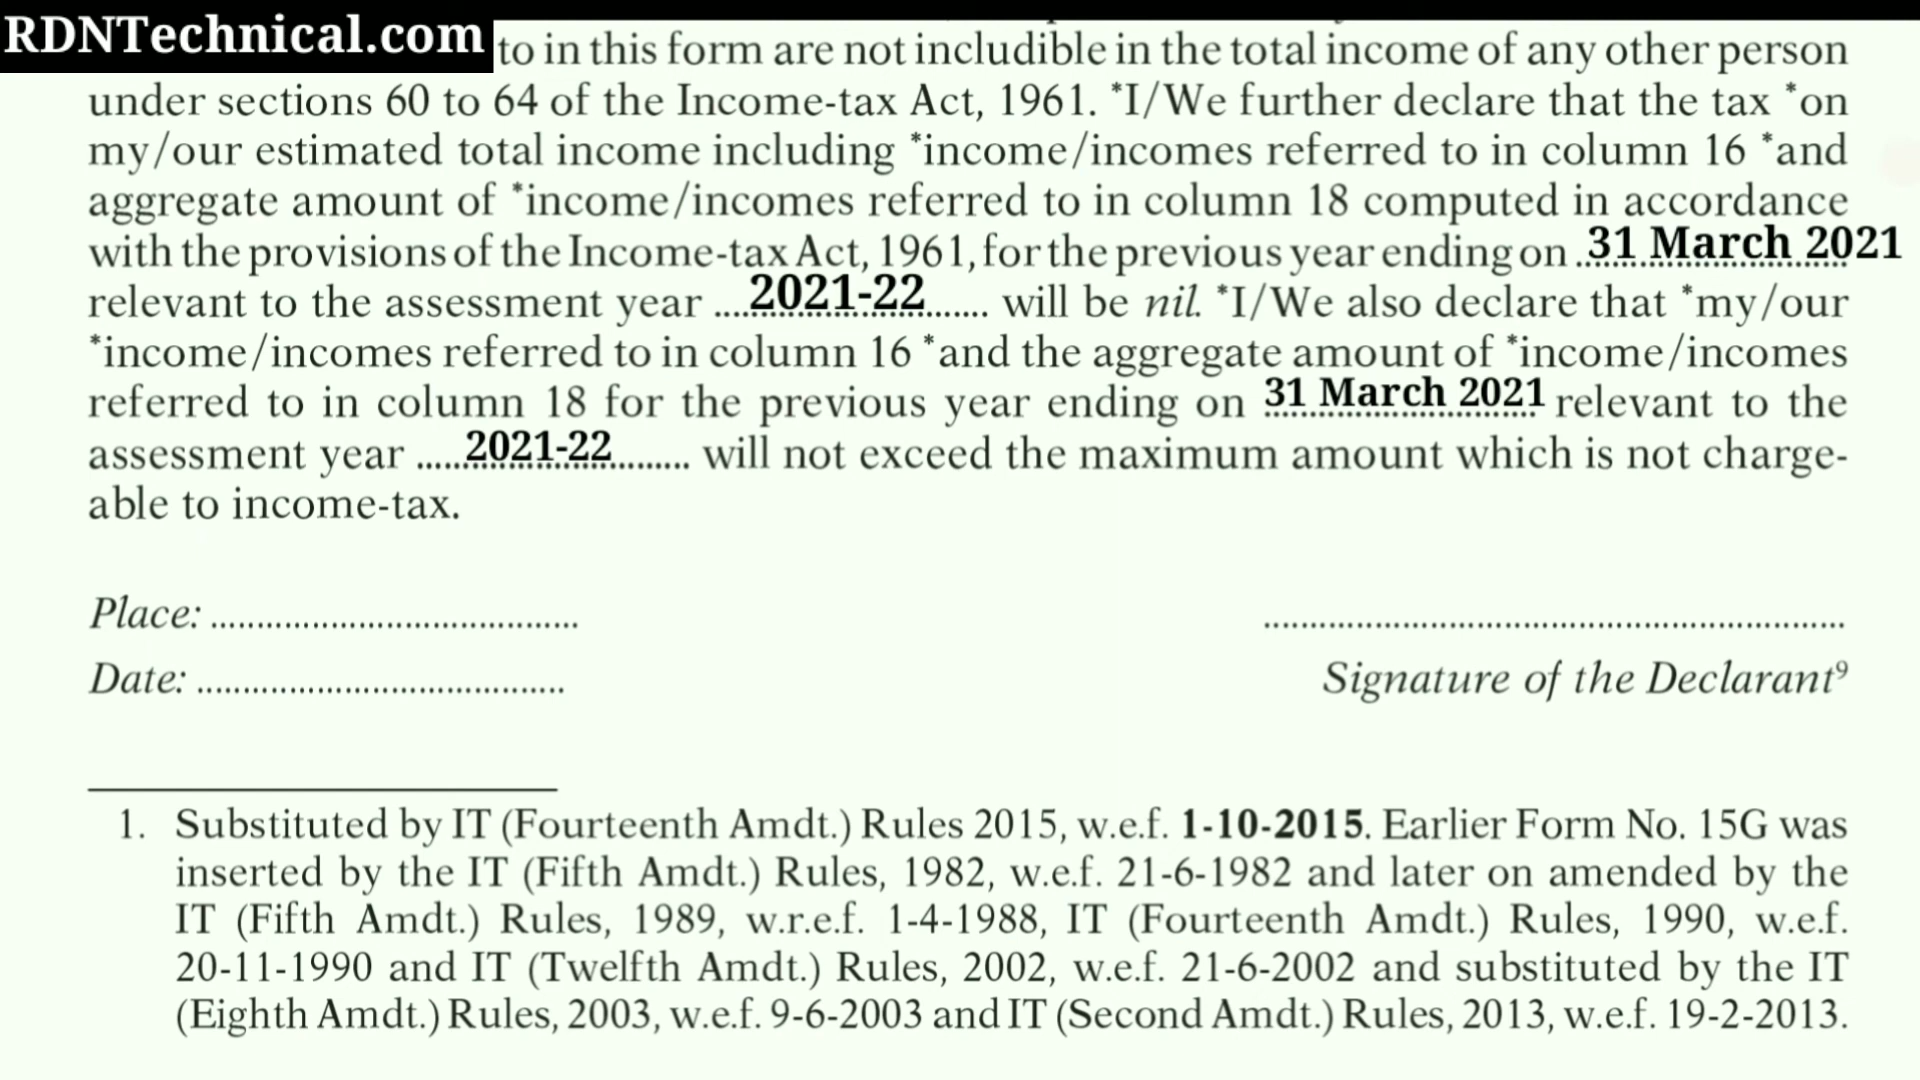 RDNTechnical.com to in this form are not includible in the total income of any other person
under sections 60 to 64 of the Income-tax Act, 1961. *I/We further declare that the tax *on
my/our estimated total income including *income/incomes referred to in column 16 *and
aggregate amount of *income/incomes referred to in column 18 computed in accordance
with the provisions of the Income-tax Act, 1961, for the previous year ending on ..31 March 2021
relevant to the assessment year ....2021-22....... will be nil. *I/We also declare that *my/our
*income/incomes referred to in column 16 *and the aggregate amount of *income/incomes
referred to in column 18 for the previous year ending on 31 March 2021 relevant to the
assessment year .....2021-22......... will not exceed the maximum amount which is not charge-
able to income-tax.
Place: ........................................ ...............................................................
Date: ........................................ Signature of the Declarant⁹
1. Substituted by IT (Fourteenth Amdt.) Rules 2015, w.e.f. 1-10-2015. Earlier Form No. 15G was
inserted by the IT (Fifth Amdt.) Rules, 1982, w.e.f. 21-6-1982 and later on amended by the
IT (Fifth Amdt.) Rules, 1989, w.r.e.f. 1-4-1988, IT (Fourteenth Amdt.) Rules, 1990, w.e.f.
20-11-1990 and IT (Twelfth Amdt.) Rules, 2002, w.e.f. 21-6-2002 and substituted by the IT
(Eighth Amdt.) Rules, 2003, w.e.f. 9-6-2003 and IT (Second Amdt.) Rules, 2013, w.e.f. 19-2-2013.